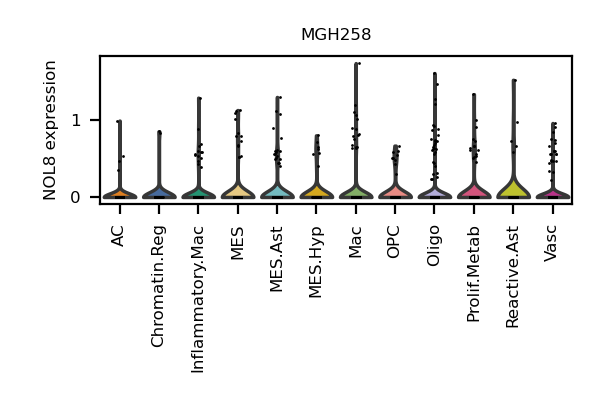 MGH258
NOL8 expression
1
0
AC
Chromatin.Reg
Inflammatory.Mac
MES
MES.Ast
MES.Hyp
Mac
OPC
Oligo
Prolif.Metab
Reactive.Ast
Vasc